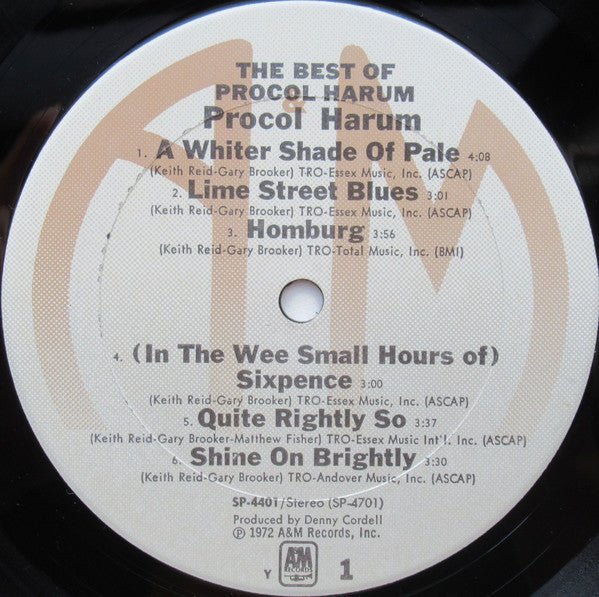 THE BEST OF
PROCOL HARUM
Procol Harum
1. A Whiter Shade Of Pale 4:08
(Keith Reid-Gary Brooker) TRO-Essex Music, Inc. (ASCAP)
2. Lime Street Blues 3:01
(Keith Reid-Gary Brooker) TRO-Essex Music, Inc. (ASCAP)
3. Homburg 3:56
(Keith Reid-Gary Brooker) TRO-Total Music, Inc. (BMI)
4. (In The Wee Small Hours of)
Sixpence 3:00
(Keith Reid-Gary Brooker) TRO-Essex Music, Inc. (ASCAP)
5. Quite Rightly So 3:37
(Keith Reid-Gary Brooker-Matthew Fisher) TRO-Essex Music Int'l. Inc. (ASCAP)
6. Shine On Brightly 3:30
(Keith Reid-Gary Brooker) TRO-Andover Music, Inc. (ASCAP)
SP-4401/Stereo (SP-4701)
Produced by Denny Cordell
℗ 1972 A&M Records, Inc.
Y A&M RECORDS 1